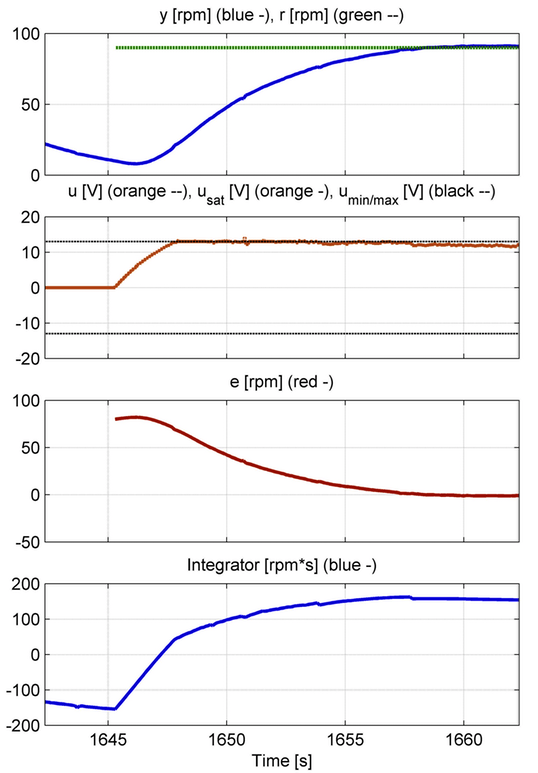 y [rpm] (blue -), r [rpm] (green --)
100
50
0
u [V] (orange --), u_sat [V] (orange -), u_min/max [V] (black --)
20
10
0
-10
-20
e [rpm] (red -)
100
50
0
-50
Integrator [rpm*s] (blue -)
200
100
0
-100
-200
1645 1650 1655 1660
Time [s]